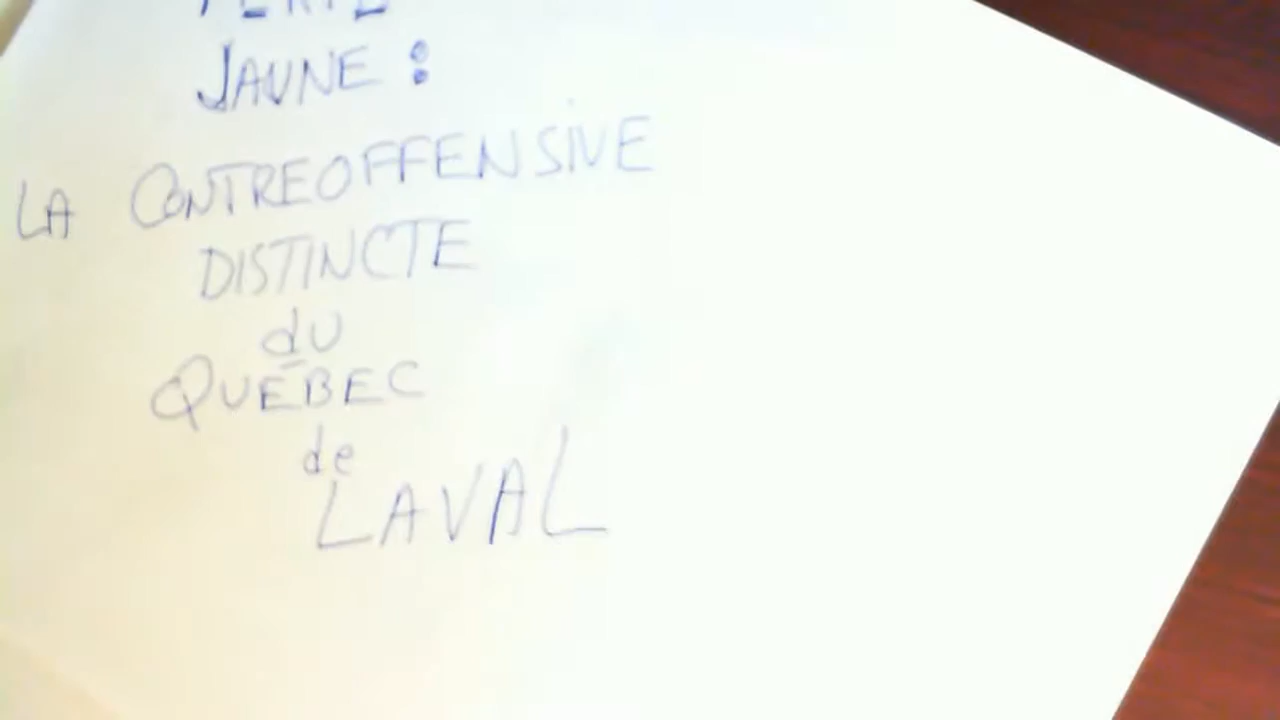 JAUNE :
LA CONTREOFFENSIVE
DISTINCTE
du
QUÉBEC
de
LAVAL